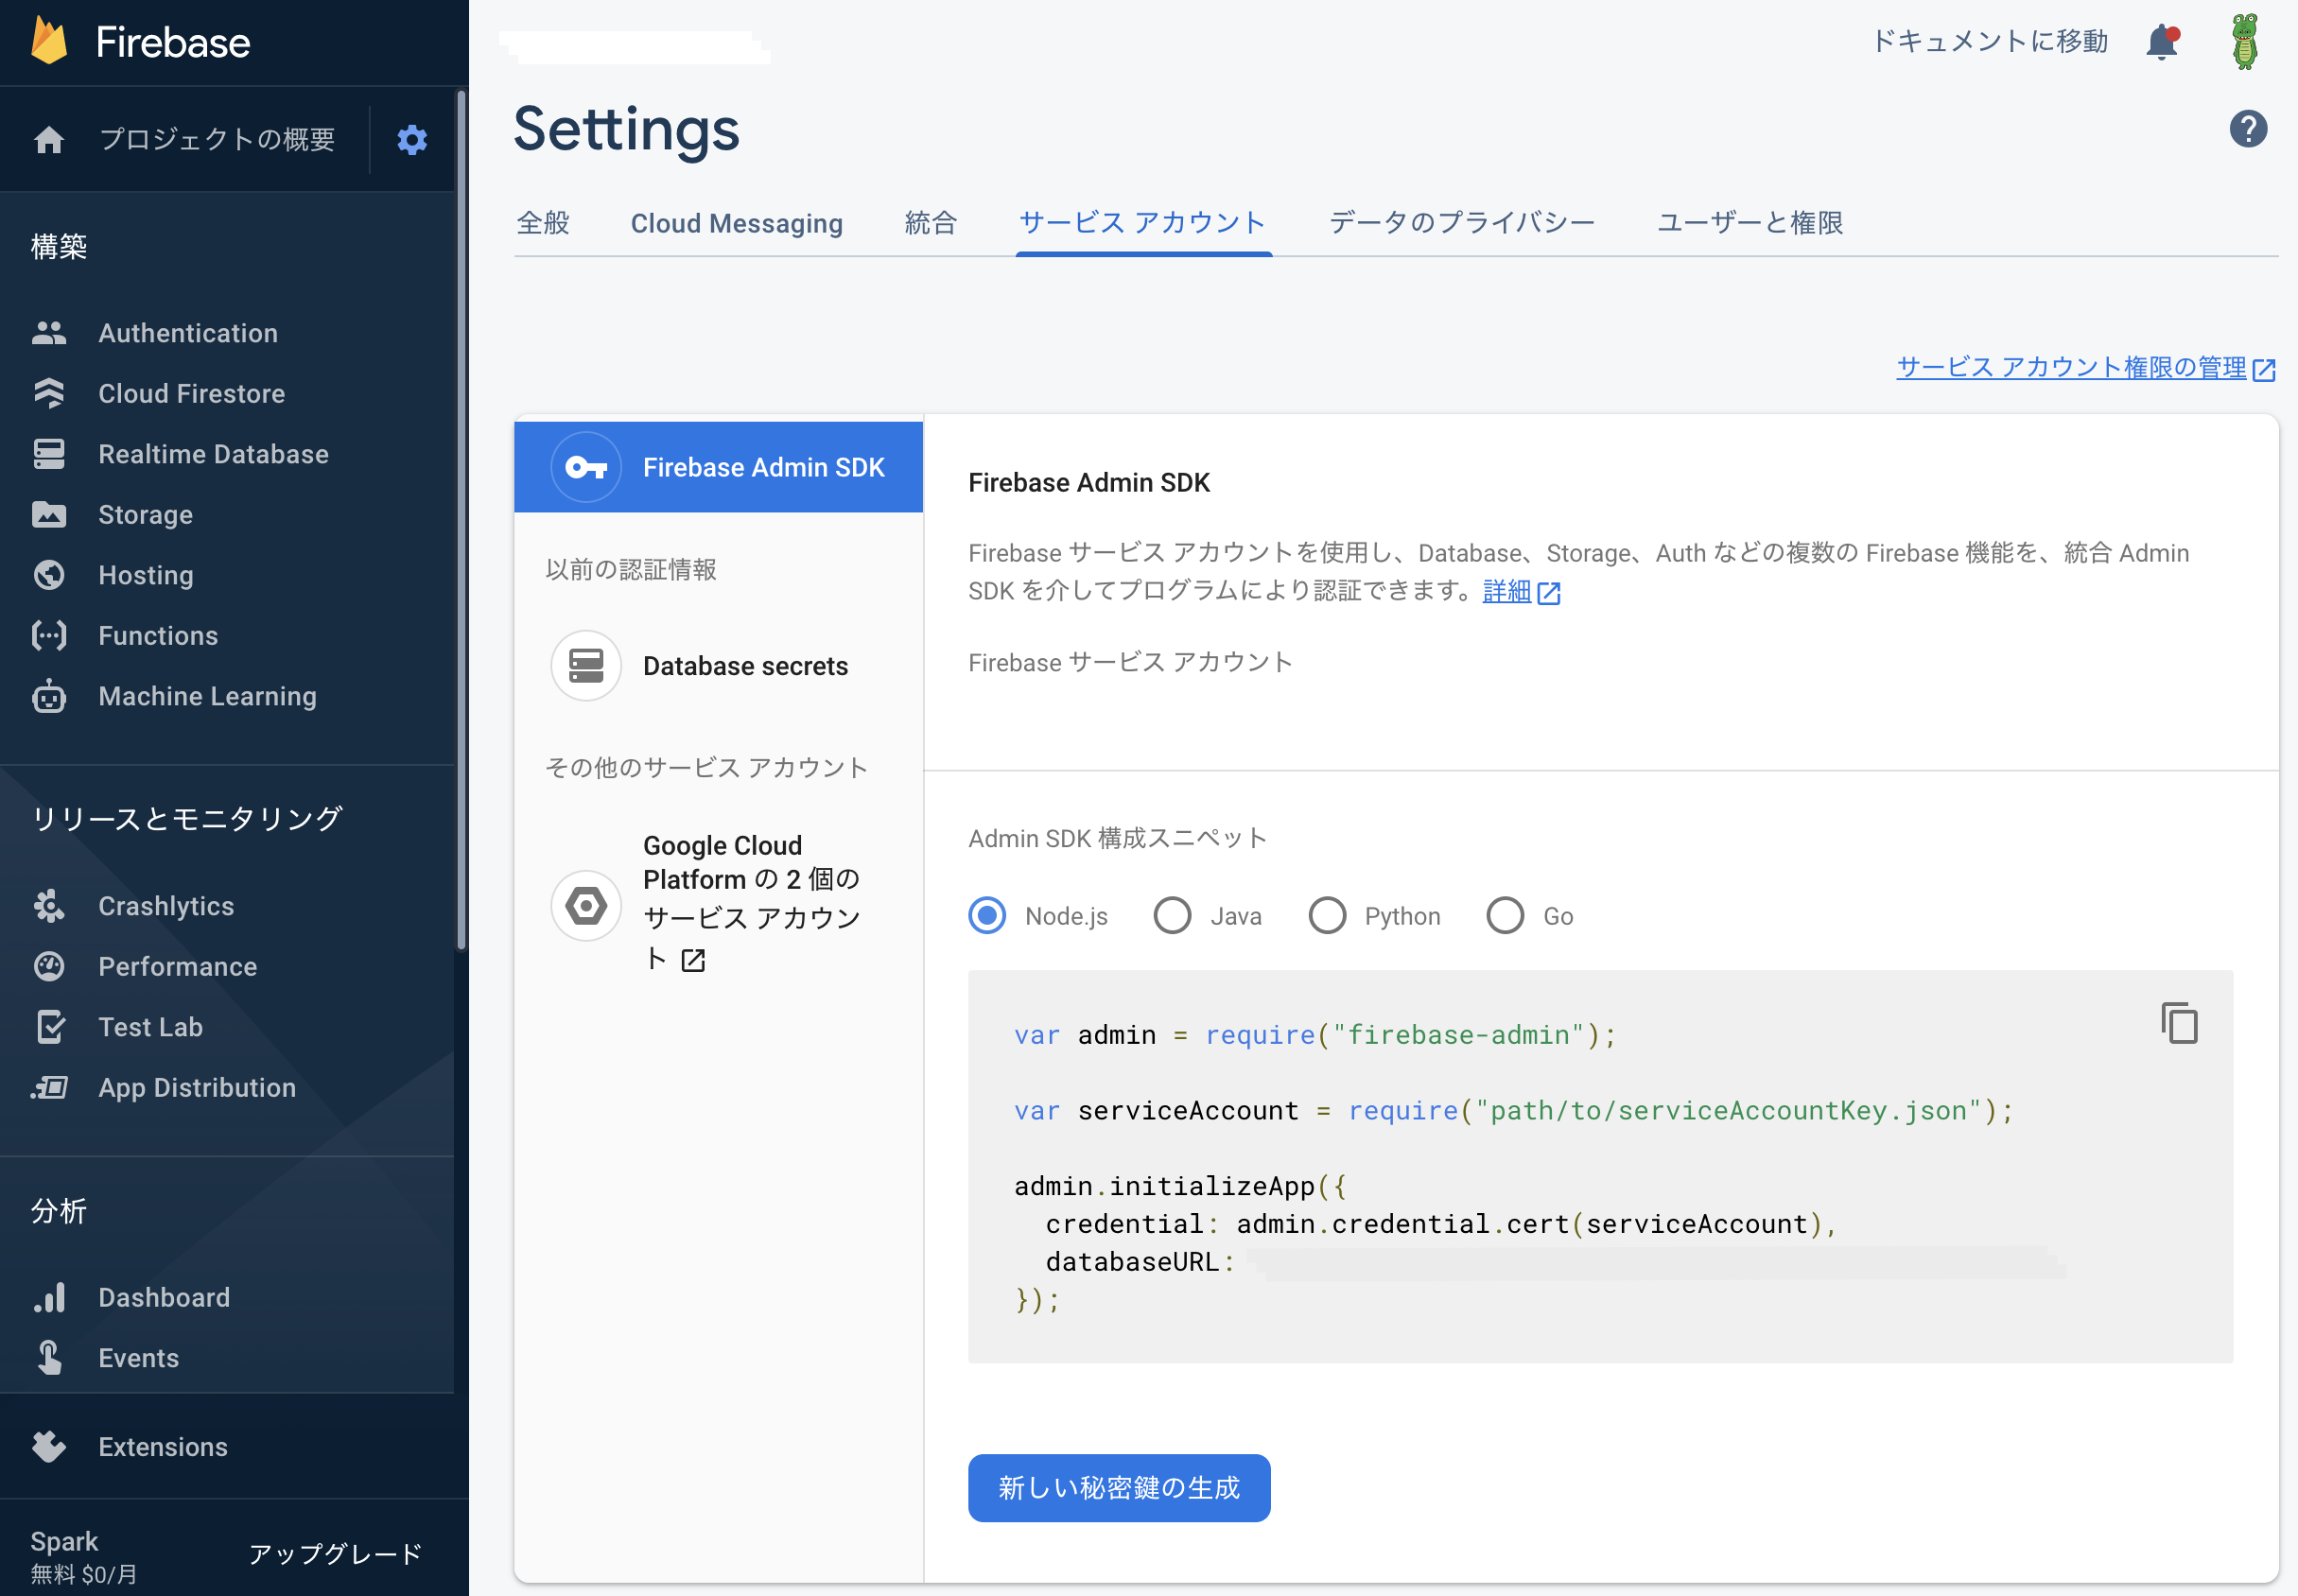 Firebase
プロジェクトの概要
構築
Authentication
Cloud Firestore
Realtime Database
Storage
Hosting
Functions
Machine Learning
リリースとモニタリング
Crashlytics
Performance
Test Lab
App Distribution
分析
Dashboard
Events
Extensions
Spark
無料 $0/月
アップグレード
ドキュメントに移動
Settings
全般
Cloud Messaging
統合
サービス アカウント
データのプライバシー
ユーザーと権限
サービス アカウント権限の管理
Firebase Admin SDK
以前の認証情報
Database secrets
その他のサービス アカウント
Google Cloud
Platform の 2 個の
サービス アカウン
ト
Firebase Admin SDK
Firebase サービス アカウントを使用し、Database、Storage、Auth などの複数の Firebase 機能を、統合 Admin
SDK を介してプログラムにより認証できます。詳細
Firebase サービス アカウント
Admin SDK 構成スニペット
Node.js
Java
Python
Go
var admin = require("firebase-admin");
var serviceAccount = require("path/to/serviceAccountKey.json");
admin.initializeApp({
  credential: admin.credential.cert(serviceAccount),
  databaseURL:
});
新しい秘密鍵の生成